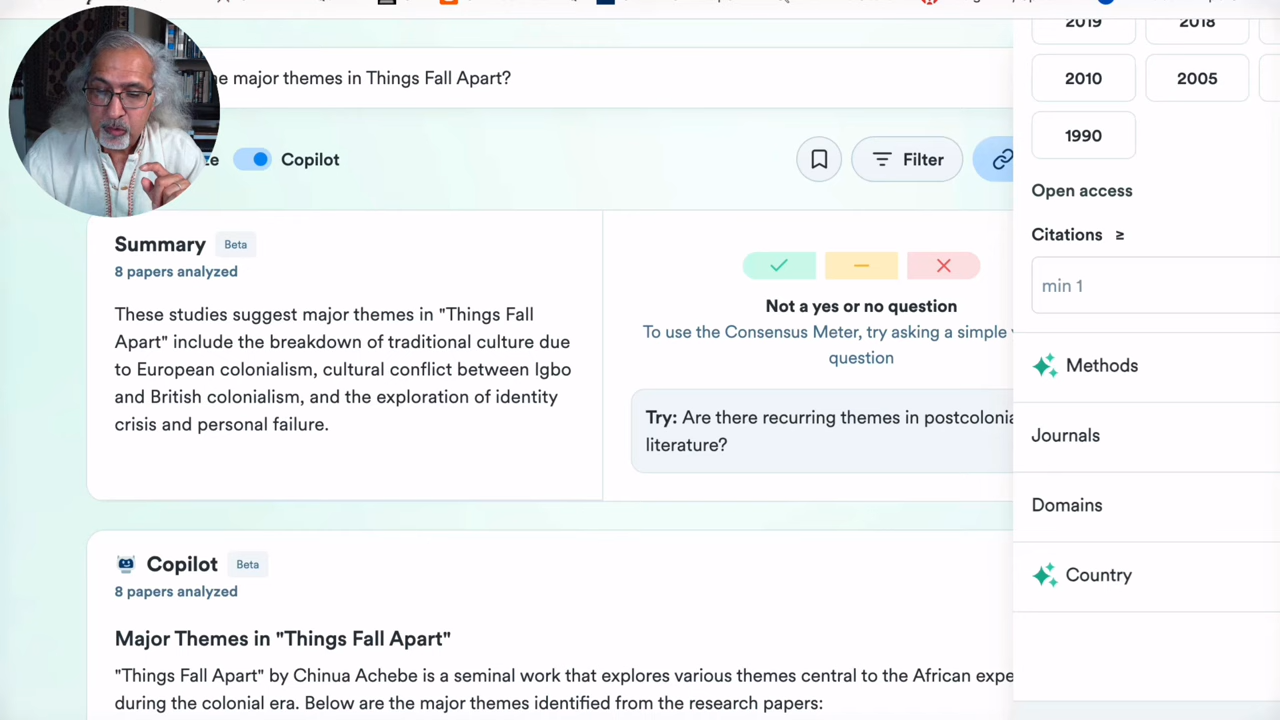 e major themes in Things Fall Apart?
ze
Copilot
Filter
Summary
Beta
8 papers analyzed
These studies suggest major themes in "Things Fall
Apart" include the breakdown of traditional culture due
to European colonialism, cultural conflict between Igbo
and British colonialism, and the exploration of identity
crisis and personal failure.
Not a yes or no question
To use the Consensus Meter, try asking a simple
question
Try: Are there recurring themes in postcolonia
literature?
Copilot
Beta
8 papers analyzed
Major Themes in "Things Fall Apart"
"Things Fall Apart" by Chinua Achebe is a seminal work that explores various themes central to the African expe
during the colonial era. Below are the major themes identified from the research papers:
2019
2018
2010
2005
1990
Open access
Citations ≥
min 1
Methods
Journals
Domains
Country